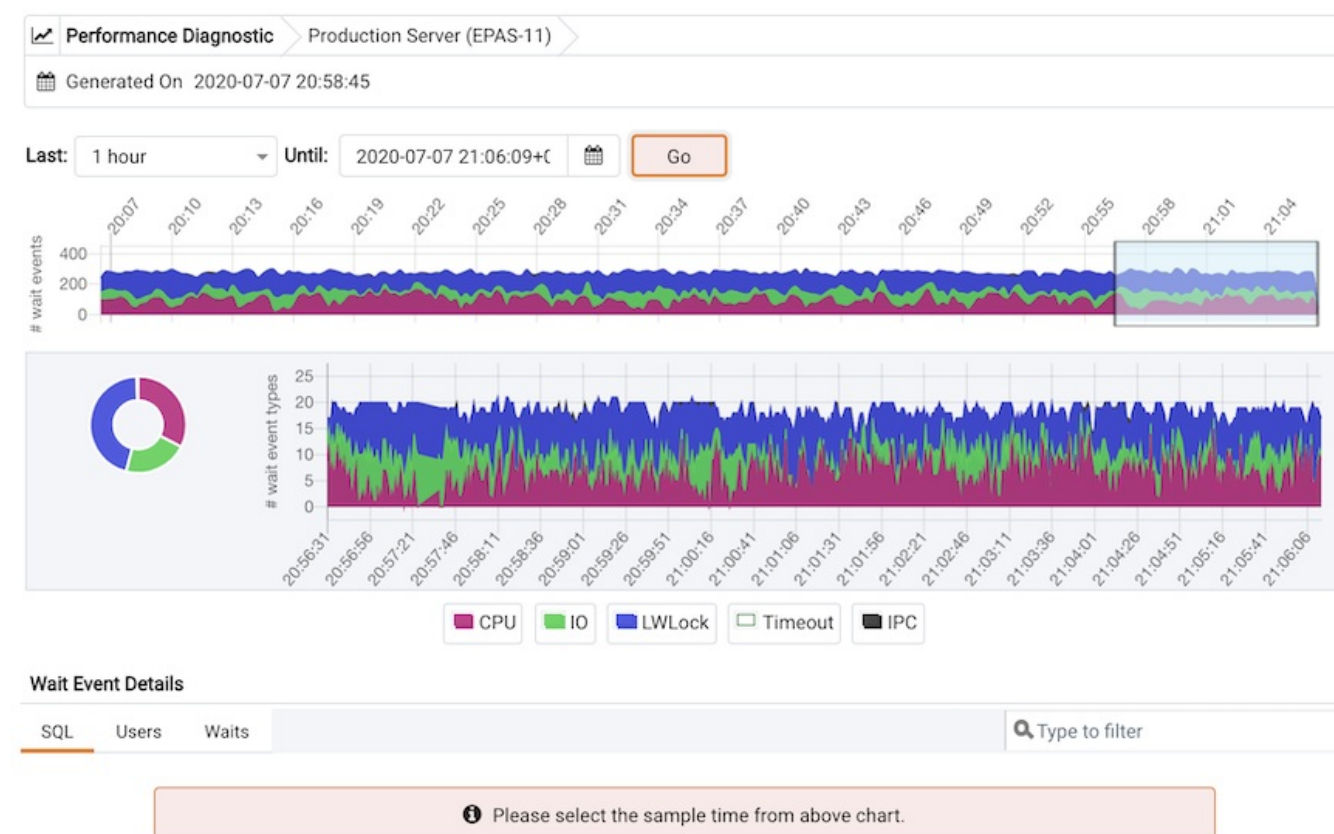 Performance Diagnostic Production Server (EPAS-11)
Generated On 2020-07-07 20:58:45
Last: 1 hour Until: 2020-07-07 21:06:09+0 Go
20:07 20:10 20:13 20:16 20:19 20:22 20:25 20:28 20:31 20:34 20:37 20:40 20:43 20:46 20:49 20:52 20:55 20:58 21:01 21:04
# wait events
400
200
0
# wait event types
25
20
15
10
5
0
20:56:31 20:56:56 20:57:21 20:57:46 20:58:11 20:58:36 20:59:01 20:59:26 20:59:51 21:00:16 21:00:41 21:01:06 21:01:31 21:01:56 21:02:21 21:02:46 21:03:11 21:03:36 21:04:01 21:04:26 21:04:51 21:05:16 21:05:41 21:06:06
CPU IO LWLock Timeout IPC
Wait Event Details
SQL Users Waits Type to filter
Please select the sample time from above chart.